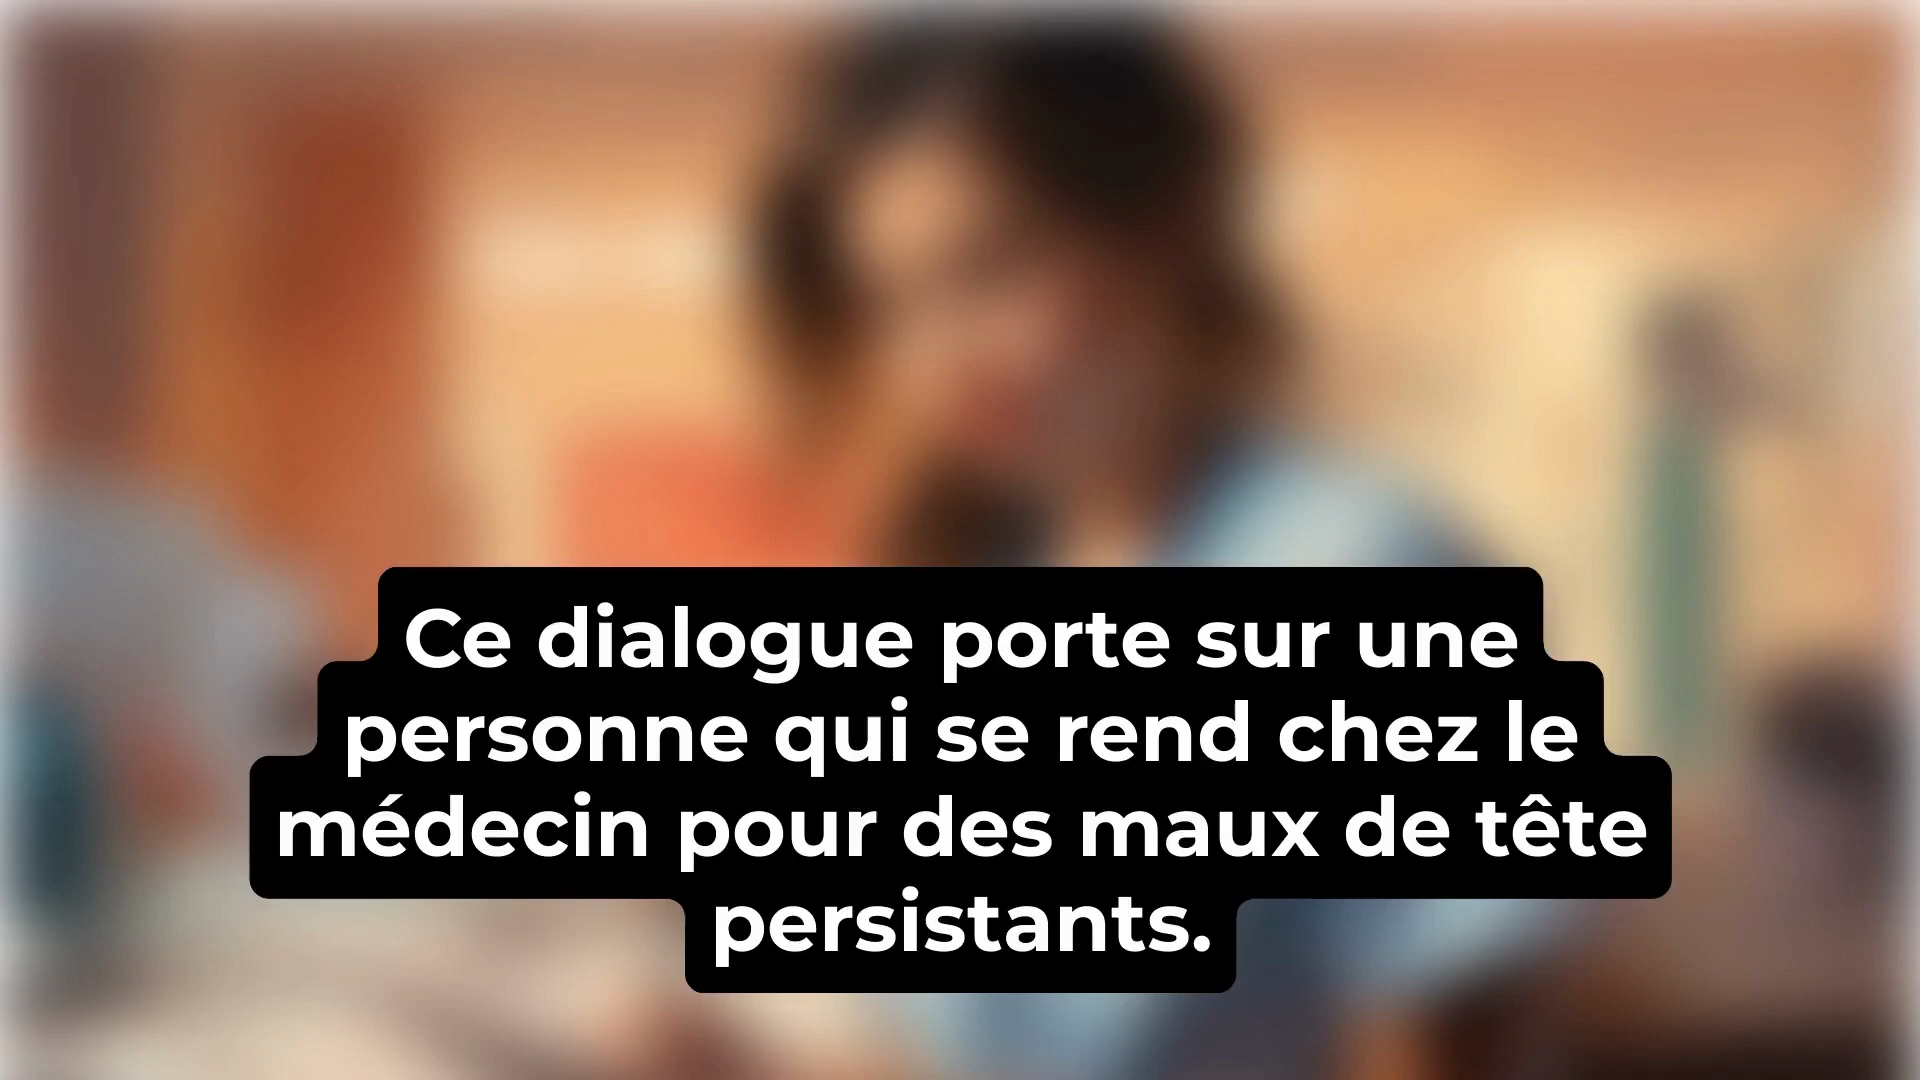 Ce dialogue porte sur une
personne qui se rend chez le
médecin pour des maux de tête
persistants.